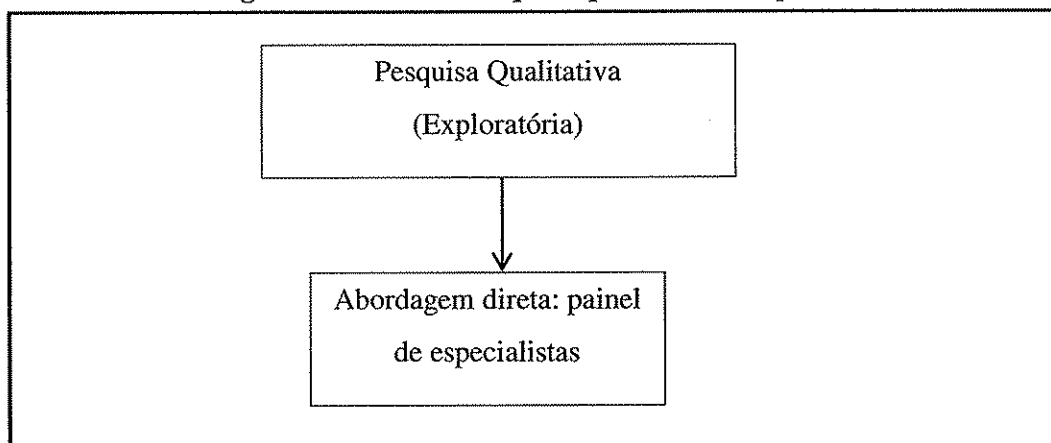 Pesquisa Qualitativa
(Exploratória)
Abordagem direta: painel
de especialistas